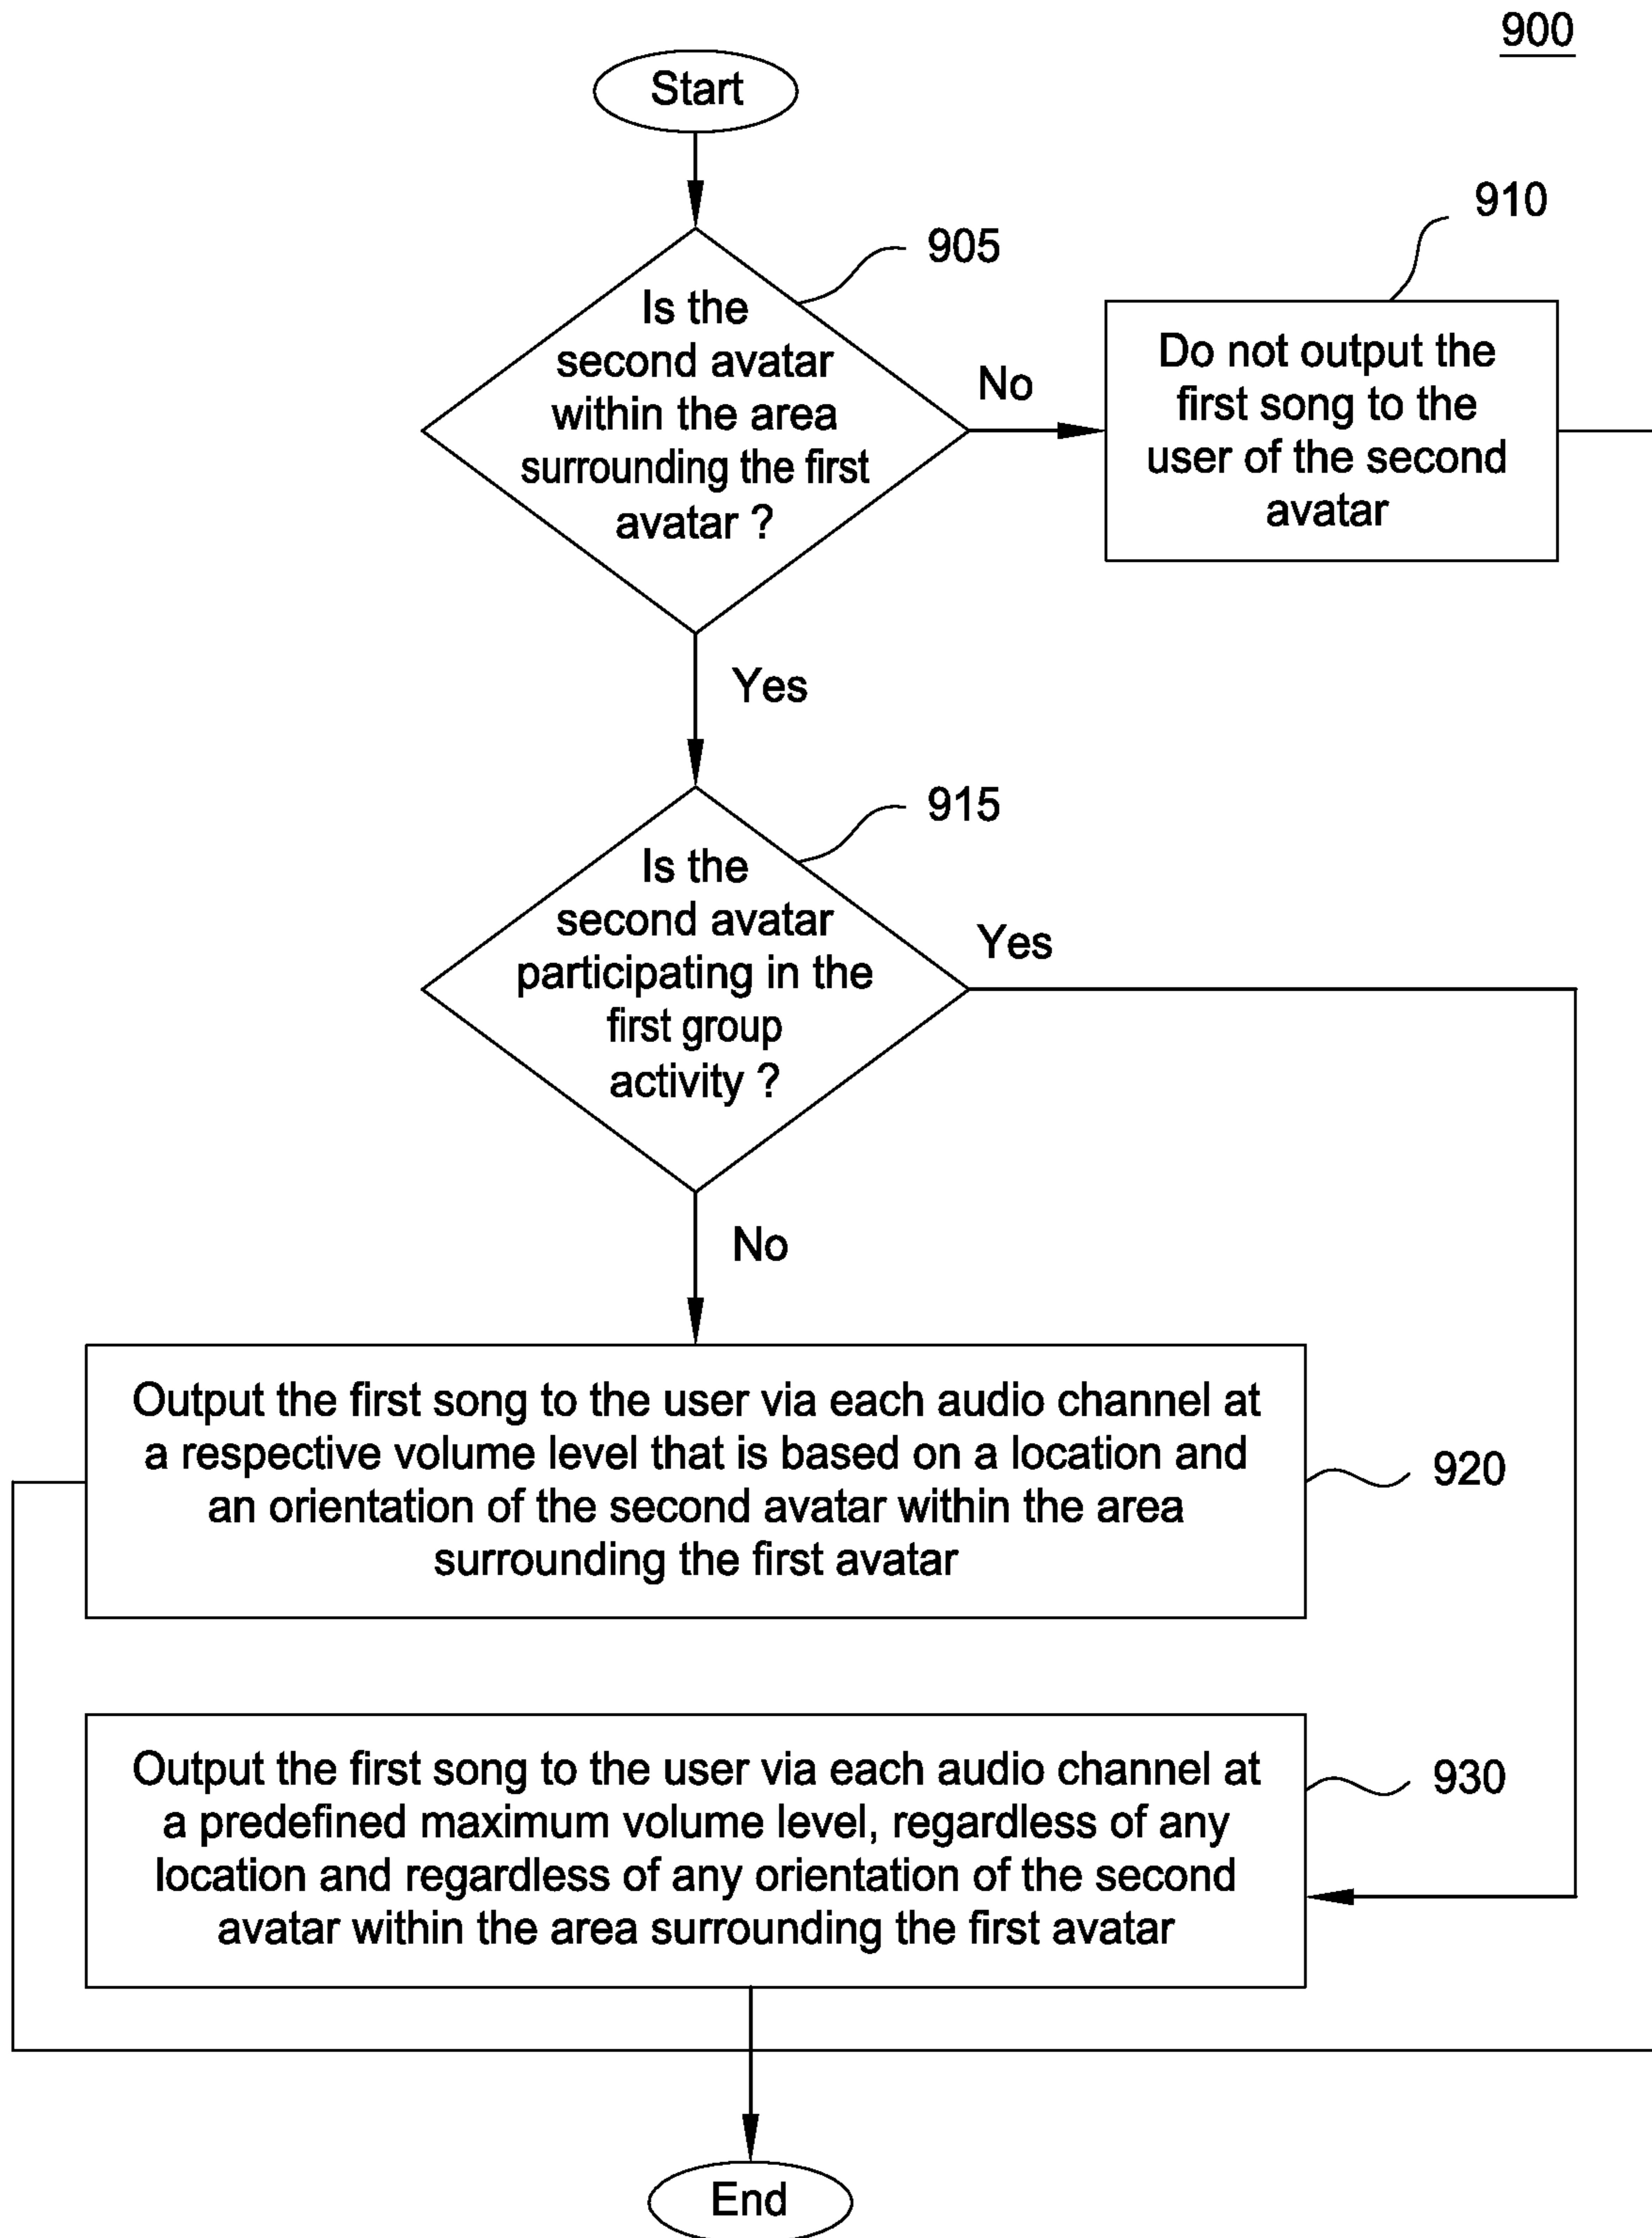 900
Start
905
Is the
second avatar
within the area
surrounding the first
avatar ?
No
910
Do not output the
first song to the
user of the second
avatar
Yes
915
Is the
second avatar
participating in the
first group
activity ?
Yes
No
Output the first song to the user via each audio channel at
a respective volume level that is based on a location and
an orientation of the second avatar within the area
surrounding the first avatar
920
Output the first song to the user via each audio channel at
a predefined maximum volume level, regardless of any
location and regardless of any orientation of the second
avatar within the area surrounding the first avatar
930
End